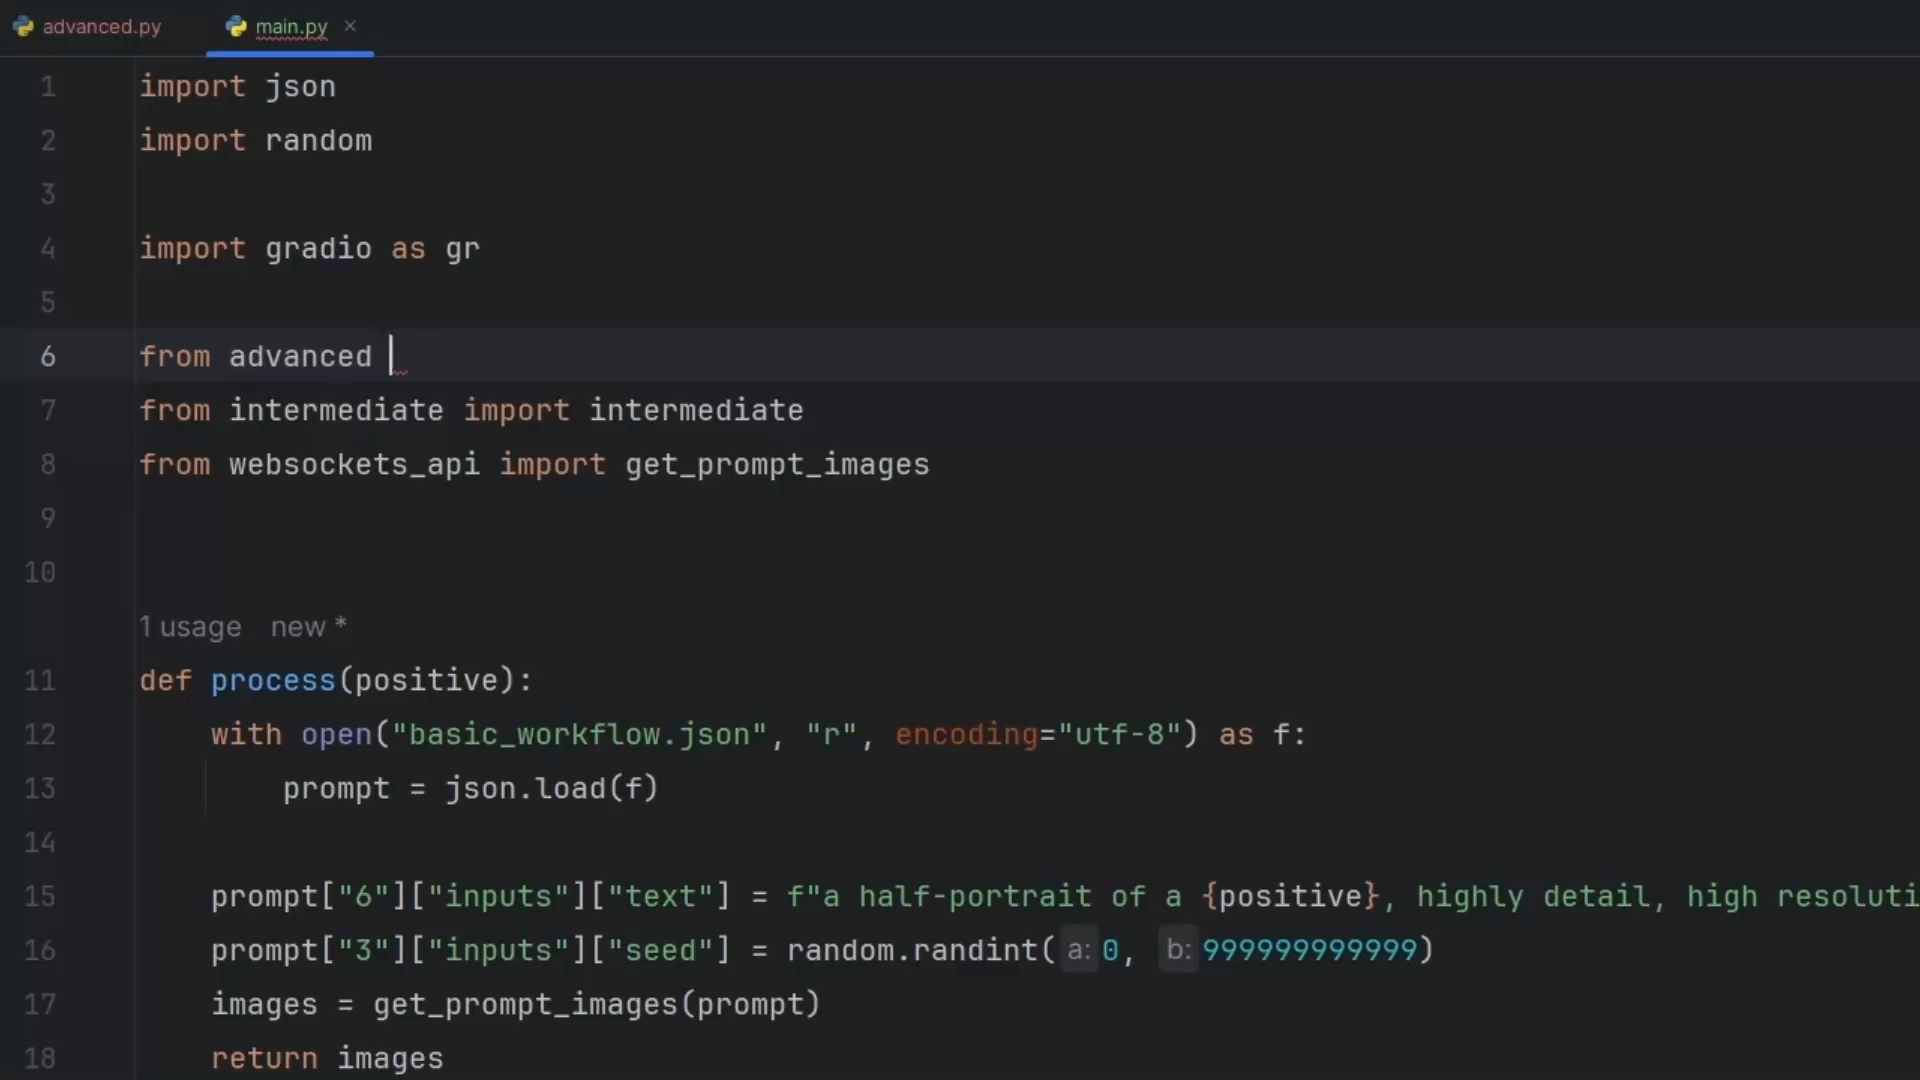 advanced.py
main.py
1 import json
2 import random
3
4 import gradio as gr
5
6 from advanced
7 from intermediate import intermediate
8 from websockets_api import get_prompt_images
9
10
1 usage new *
11 def process(positive):
12 with open("basic_workflow.json", "r", encoding="utf-8") as f:
13 prompt = json.load(f)
14
15 prompt["6"]["inputs"]["text"] = f"a half-portrait of a {positive}, highly detail, high resoluti
16 prompt["3"]["inputs"]["seed"] = random.randint(a: 0, b: 999999999999)
17 images = get_prompt_images(prompt)
18 return images